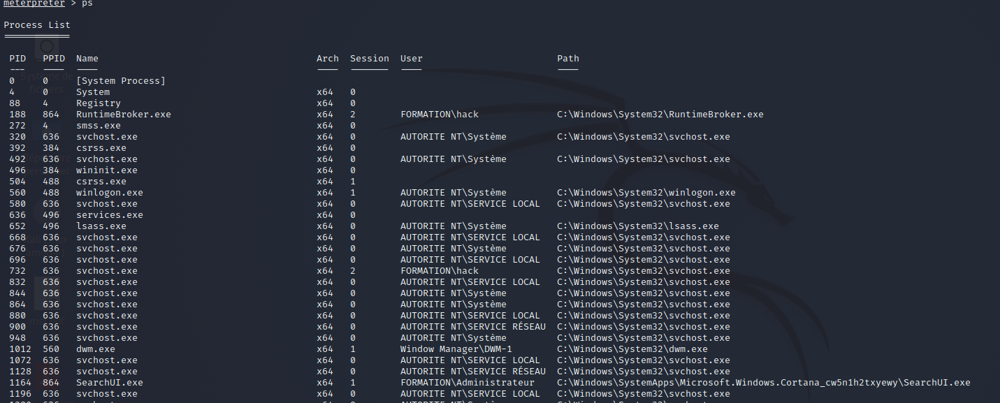 meterpreter > ps
Process List
PID PPID Name Arch Session User Path
0 0 [System Process]
4 0 System x64 0
88 4 Registry x64 0
188 864 RuntimeBroker.exe x64 2 FORMATION\hack C:\Windows\System32\RuntimeBroker.exe
272 4 smss.exe x64 0
320 636 svchost.exe x64 0 AUTORITE NT\Système C:\Windows\System32\svchost.exe
392 384 csrss.exe x64 0
492 636 svchost.exe x64 0 AUTORITE NT\Système C:\Windows\System32\svchost.exe
496 384 wininit.exe x64 0
504 488 csrss.exe x64 1
560 488 winlogon.exe x64 1 AUTORITE NT\Système C:\Windows\System32\winlogon.exe
580 636 svchost.exe x64 0 AUTORITE NT\SERVICE LOCAL C:\Windows\System32\svchost.exe
636 496 services.exe x64 0
652 496 lsass.exe x64 0 AUTORITE NT\Système C:\Windows\System32\lsass.exe
668 636 svchost.exe x64 0 AUTORITE NT\SERVICE LOCAL C:\Windows\System32\svchost.exe
676 636 svchost.exe x64 0 AUTORITE NT\Système C:\Windows\System32\svchost.exe
696 636 svchost.exe x64 0 AUTORITE NT\SERVICE LOCAL C:\Windows\System32\svchost.exe
732 636 svchost.exe x64 2 FORMATION\hack C:\Windows\System32\svchost.exe
832 636 svchost.exe x64 0 AUTORITE NT\SERVICE LOCAL C:\Windows\System32\svchost.exe
844 636 svchost.exe x64 0 AUTORITE NT\Système C:\Windows\System32\svchost.exe
864 636 svchost.exe x64 0 AUTORITE NT\Système C:\Windows\System32\svchost.exe
880 636 svchost.exe x64 0 AUTORITE NT\SERVICE LOCAL C:\Windows\System32\svchost.exe
900 636 svchost.exe x64 0 AUTORITE NT\SERVICE RÉSEAU C:\Windows\System32\svchost.exe
948 636 svchost.exe x64 0 AUTORITE NT\Système C:\Windows\System32\svchost.exe
1012 560 dwm.exe x64 1 Window Manager\DWM-1 C:\Windows\System32\dwm.exe
1072 636 svchost.exe x64 0 AUTORITE NT\SERVICE LOCAL C:\Windows\System32\svchost.exe
1128 636 svchost.exe x64 0 AUTORITE NT\SERVICE RÉSEAU C:\Windows\System32\svchost.exe
1164 864 SearchUI.exe x64 1 FORMATION\Administrateur C:\Windows\SystemApps\Microsoft.Windows.Cortana_cw5n1h2txyewy\SearchUI.exe
1196 636 svchost.exe x64 0 AUTORITE NT\SERVICE LOCAL C:\Windows\System32\svchost.exe